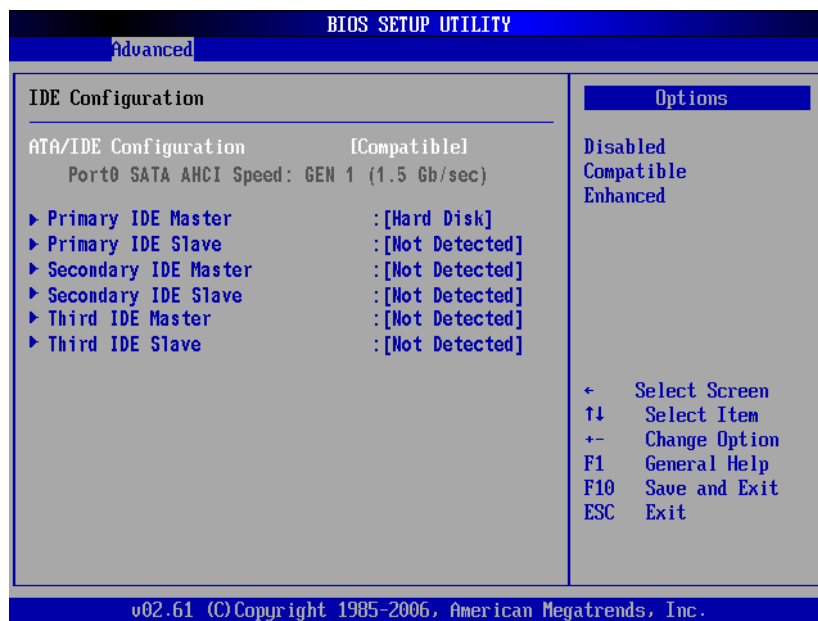 BIOS SETUP UTILITY
Advanced
IDE Configuration
ATA/IDE Configuration [Compatible]
Port0 SATA AHCI Speed: GEN 1 (1.5 Gb/sec)
Primary IDE Master :[Hard Disk]
Primary IDE Slave :[Not Detected]
Secondary IDE Master :[Not Detected]
Secondary IDE Slave :[Not Detected]
Third IDE Master :[Not Detected]
Third IDE Slave :[Not Detected]
Options
Disabled
Compatible
Enhanced
← Select Screen
↑↓ Select Item
+- Change Option
F1 General Help
F10 Save and Exit
ESC Exit
v02.61 (C)Copyright 1985-2006, American Megatrends, Inc.